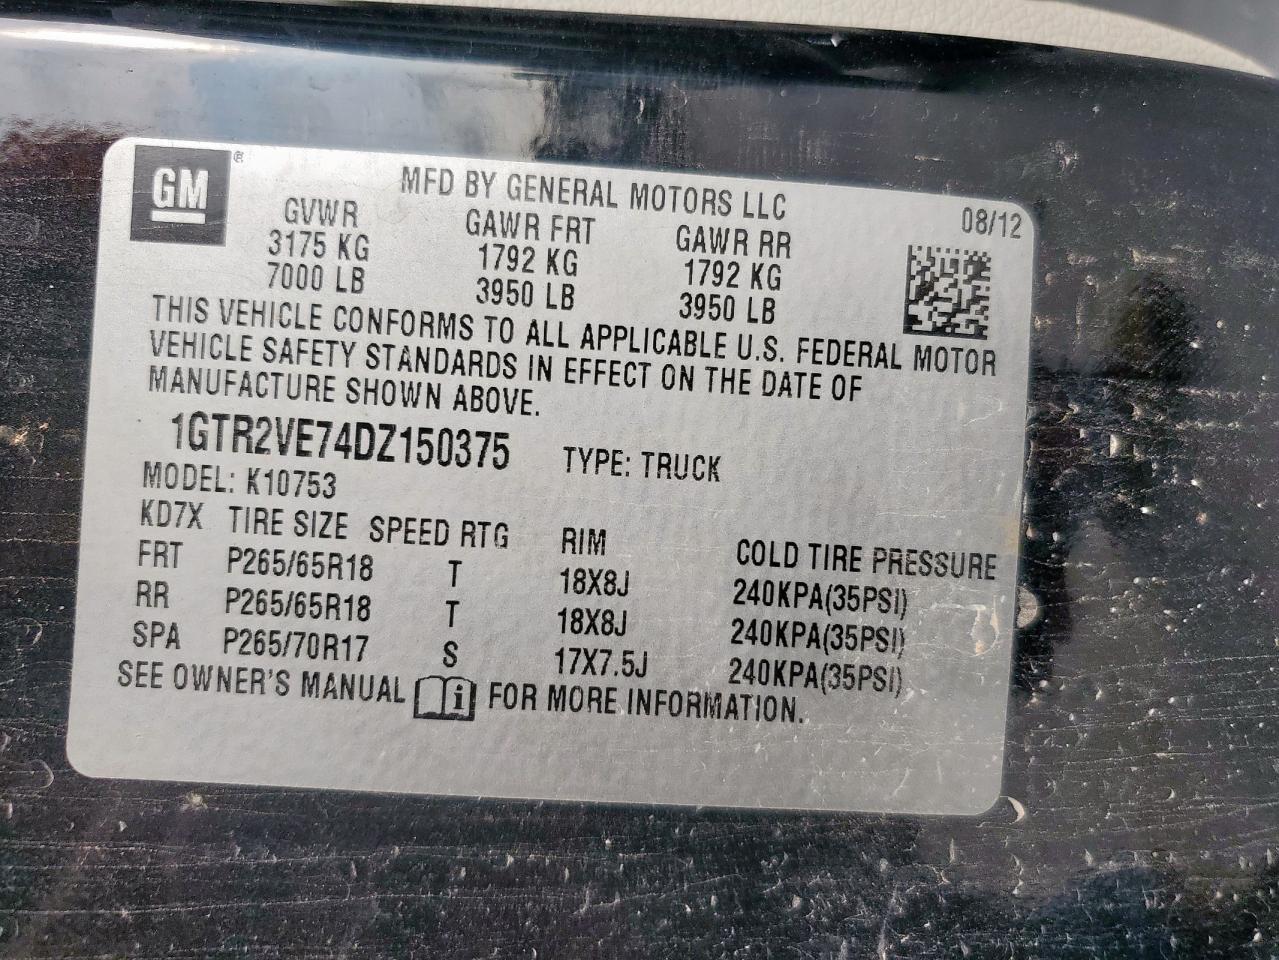 GM ®
MFD BY GENERAL MOTORS LLC
08/12
GVWR GAWR FRT GAWR RR
3175 KG 1792 KG 1792 KG
7000 LB 3950 LB 3950 LB
THIS VEHICLE CONFORMS TO ALL APPLICABLE U.S. FEDERAL MOTOR
VEHICLE SAFETY STANDARDS IN EFFECT ON THE DATE OF
MANUFACTURE SHOWN ABOVE.
1GTR2VE74DZ150375 TYPE: TRUCK
MODEL: K10753
KD7X TIRE SIZE SPEED RTG RIM COLD TIRE PRESSURE
FRT P265/65R18 T 18X8J 240KPA(35PSI)
RR P265/65R18 T 18X8J 240KPA(35PSI)
SPA P265/70R17 S 17X7.5J 240KPA(35PSI)
SEE OWNER'S MANUAL i FOR MORE INFORMATION.